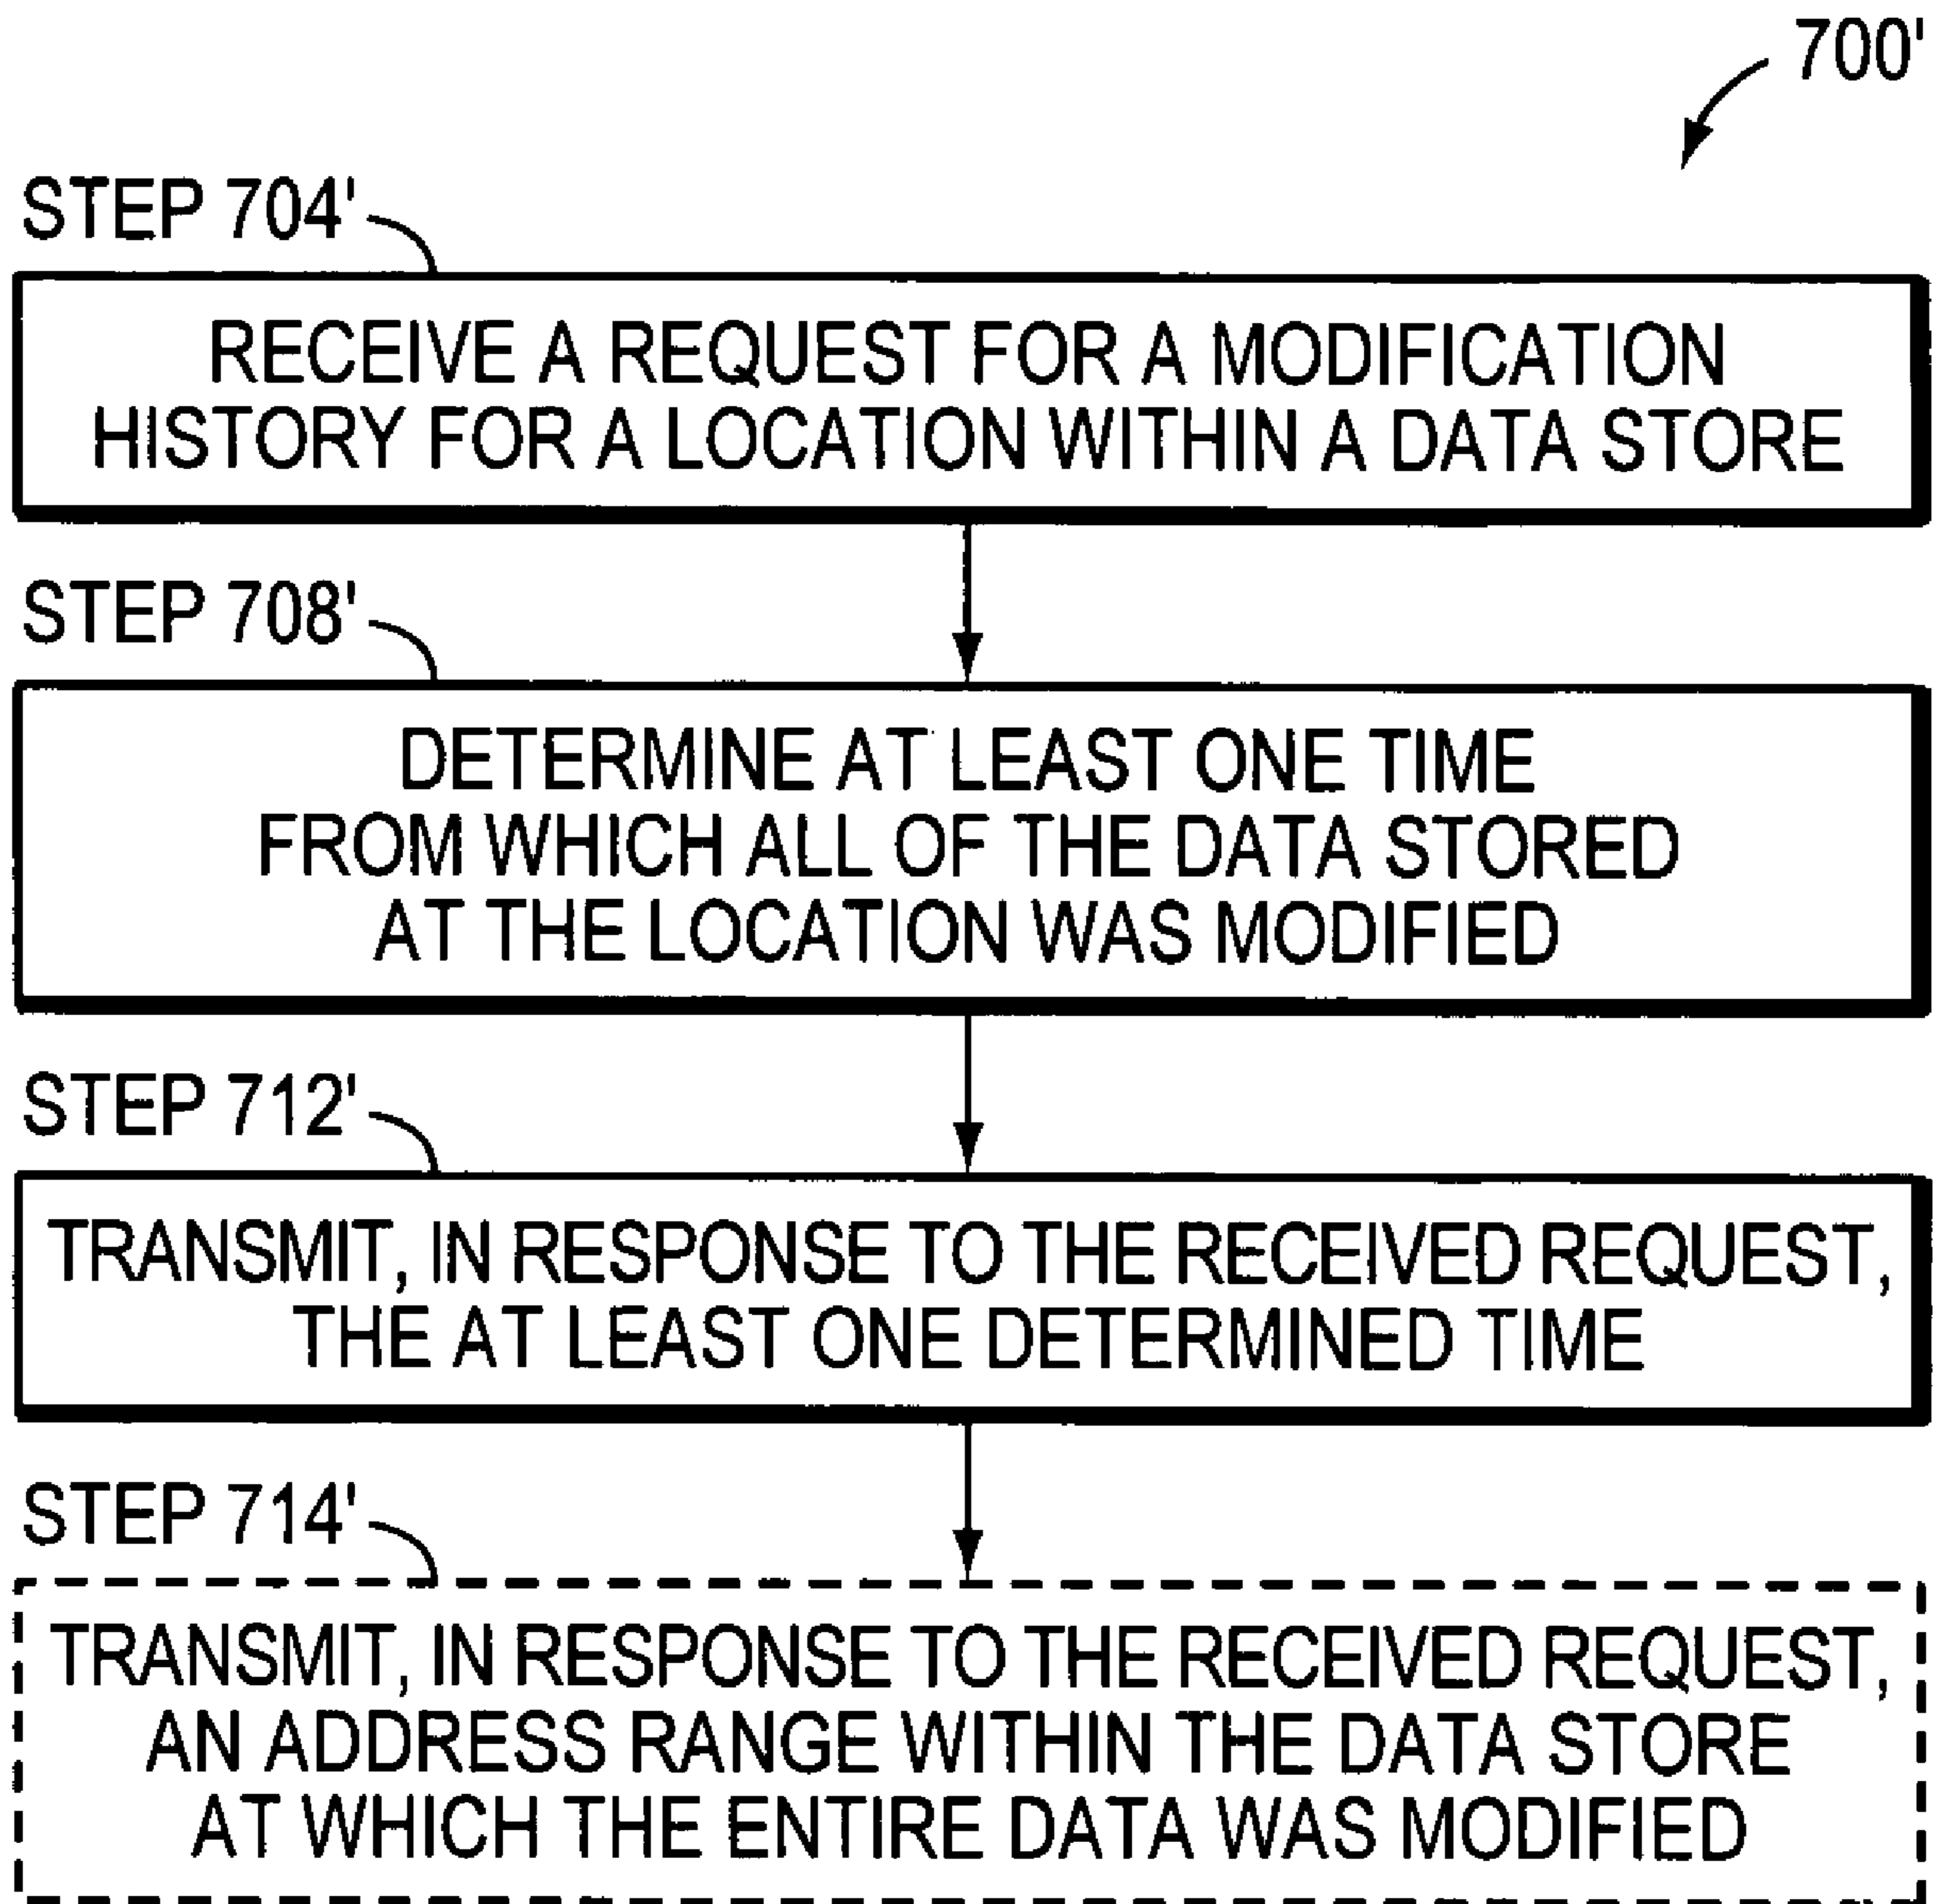 700'
STEP 704'
RECEIVE A REQUEST FOR A MODIFICATION
HISTORY FOR A LOCATION WITHIN A DATA STORE
STEP 708'
DETERMINE AT LEAST ONE TIME
FROM WHICH ALL OF THE DATA STORED
AT THE LOCATION WAS MODIFIED
STEP 712'
TRANSMIT, IN RESPONSE TO THE RECEIVED REQUEST,
THE AT LEAST ONE DETERMINED TIME
STEP 714'
TRANSMIT, IN RESPONSE TO THE RECEIVED REQUEST,
AN ADDRESS RANGE WITHIN THE DATA STORE
AT WHICH THE ENTIRE DATA WAS MODIFIED